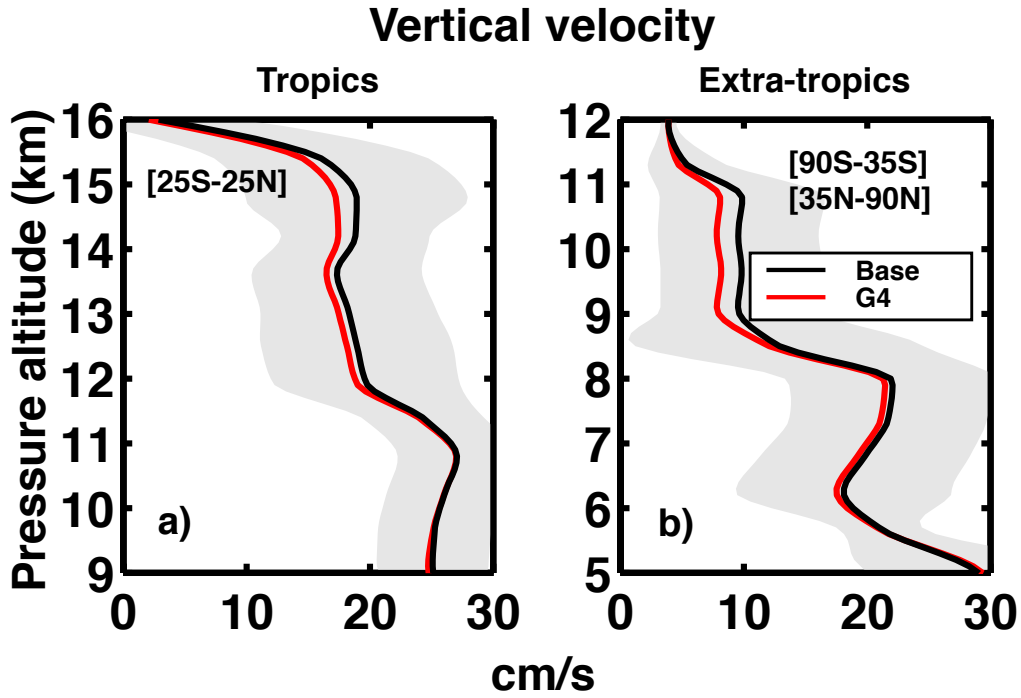 Vertical velocity
Tropics
Extra-tropics
Pressure altitude (km)
16
15
14
13
12
11
10
9
[25S-25N]
a)
0
10
20
30
12
11
10
9
8
7
6
5
[90S-35S]
[35N-90N]
Base
G4
b)
0
10
20
30
cm/s